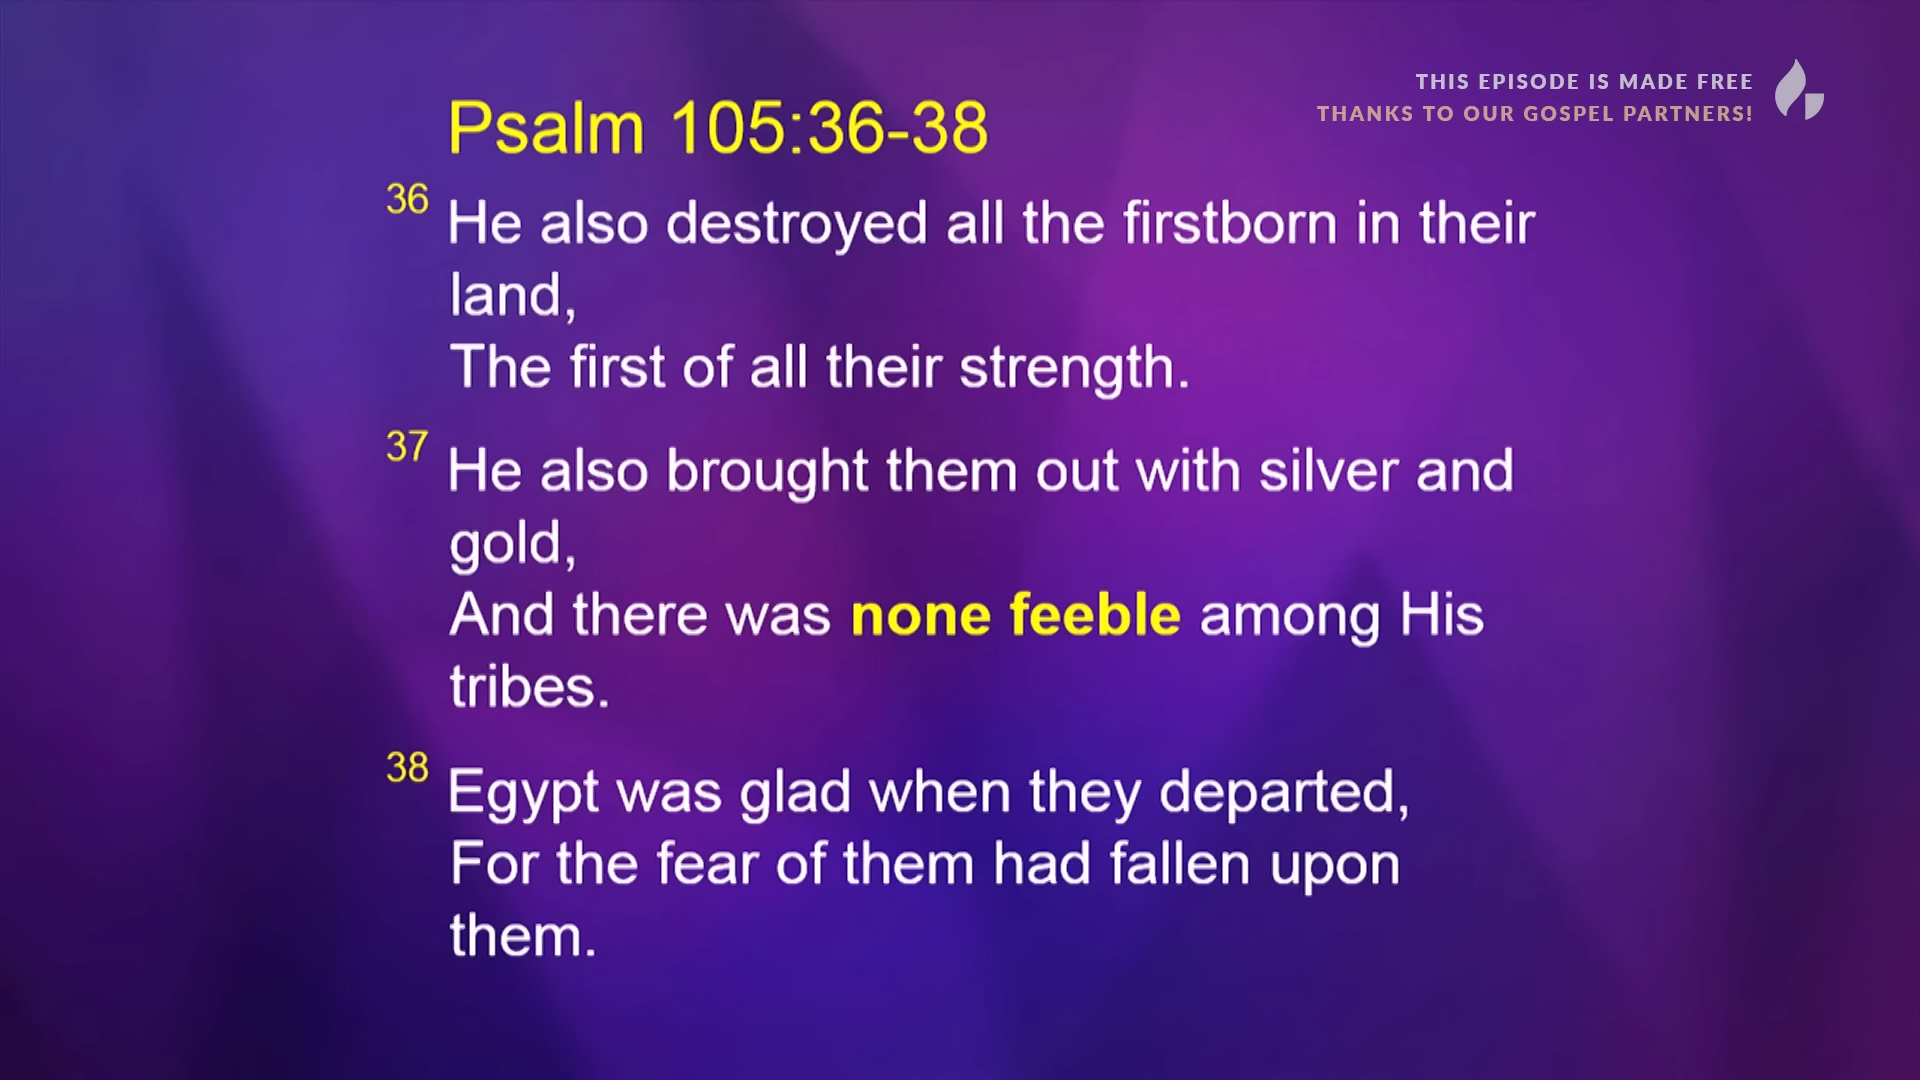 THIS EPISODE IS MADE FREE
THANKS TO OUR GOSPEL PARTNERS!
Psalm 105:36-38
36 He also destroyed all the firstborn in their
land,
The first of all their strength.
37 He also brought them out with silver and
gold,
And there was none feeble among His
tribes.
38 Egypt was glad when they departed,
For the fear of them had fallen upon
them.